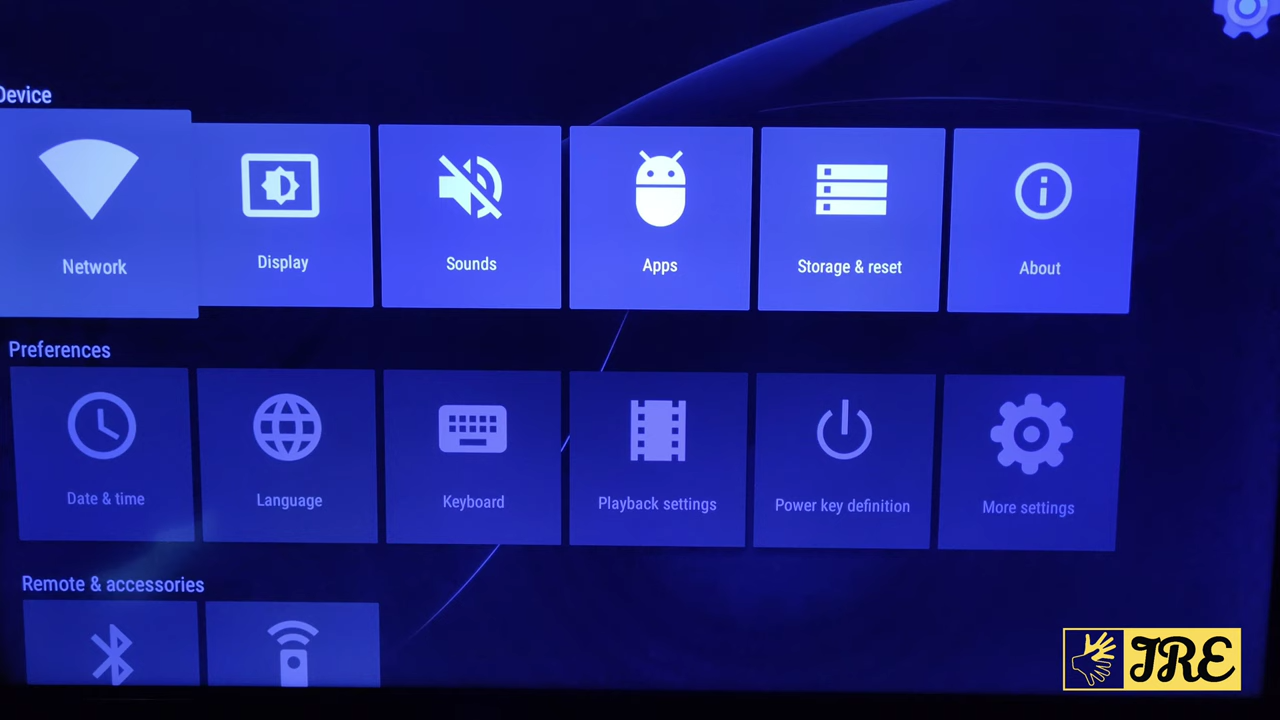 Device
Network
Display
Sounds
Apps
Storage & reset
About
Preferences
Date & time
Language
Keyboard
Playback settings
Power key definition
More settings
Remote & accessories
JRE